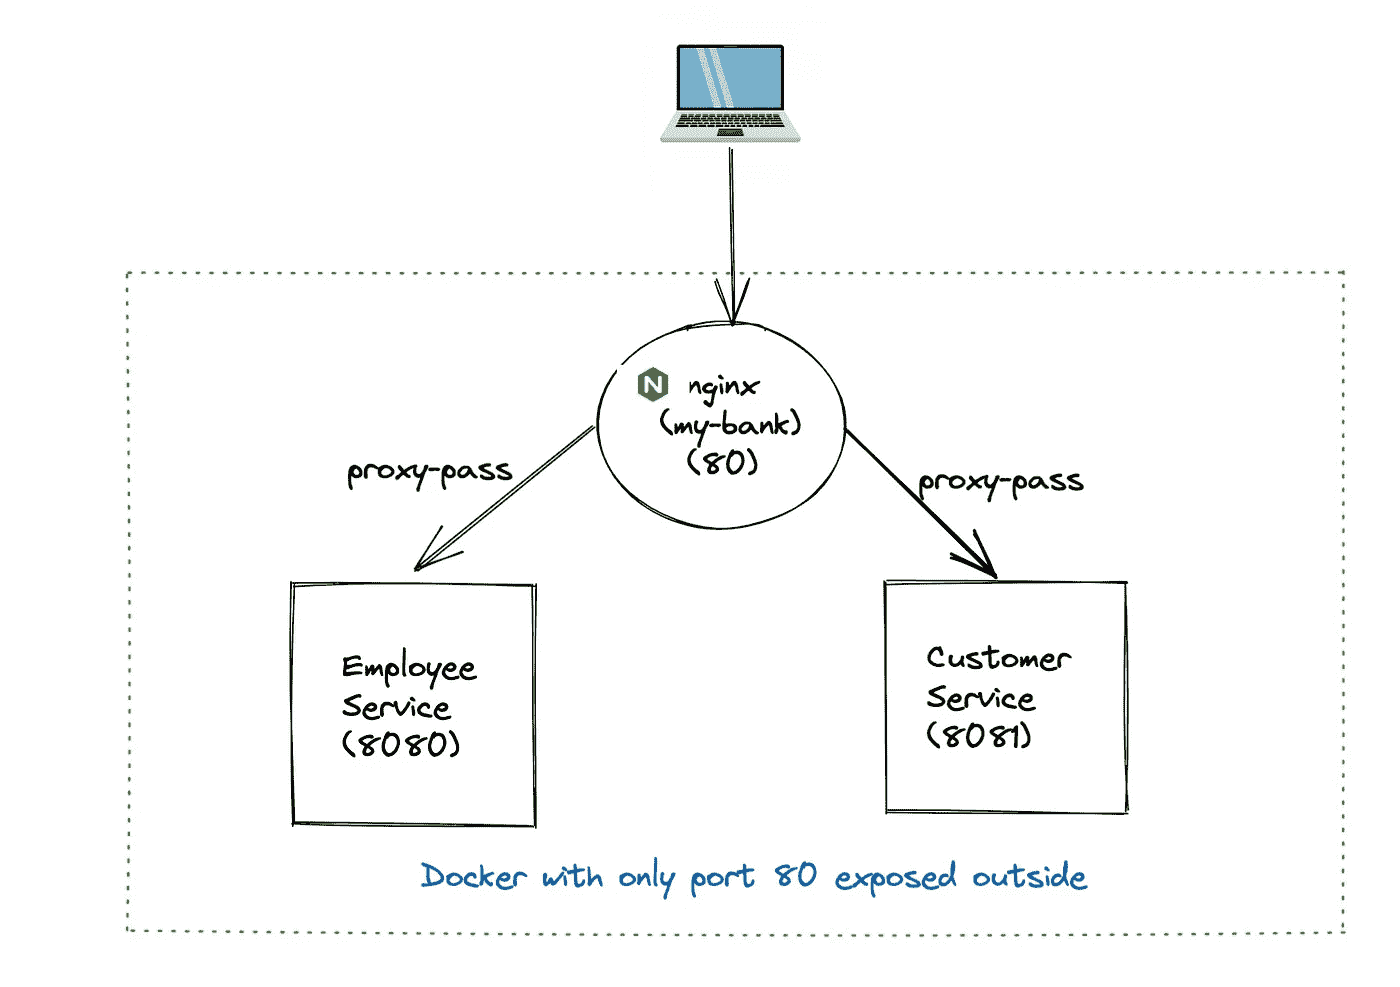 N nginx
(my-bank)
(80)
proxy-pass
proxy-pass
Employee
Service
(8080)
Customer
Service
(8081)
Docker with only port 80 exposed outside